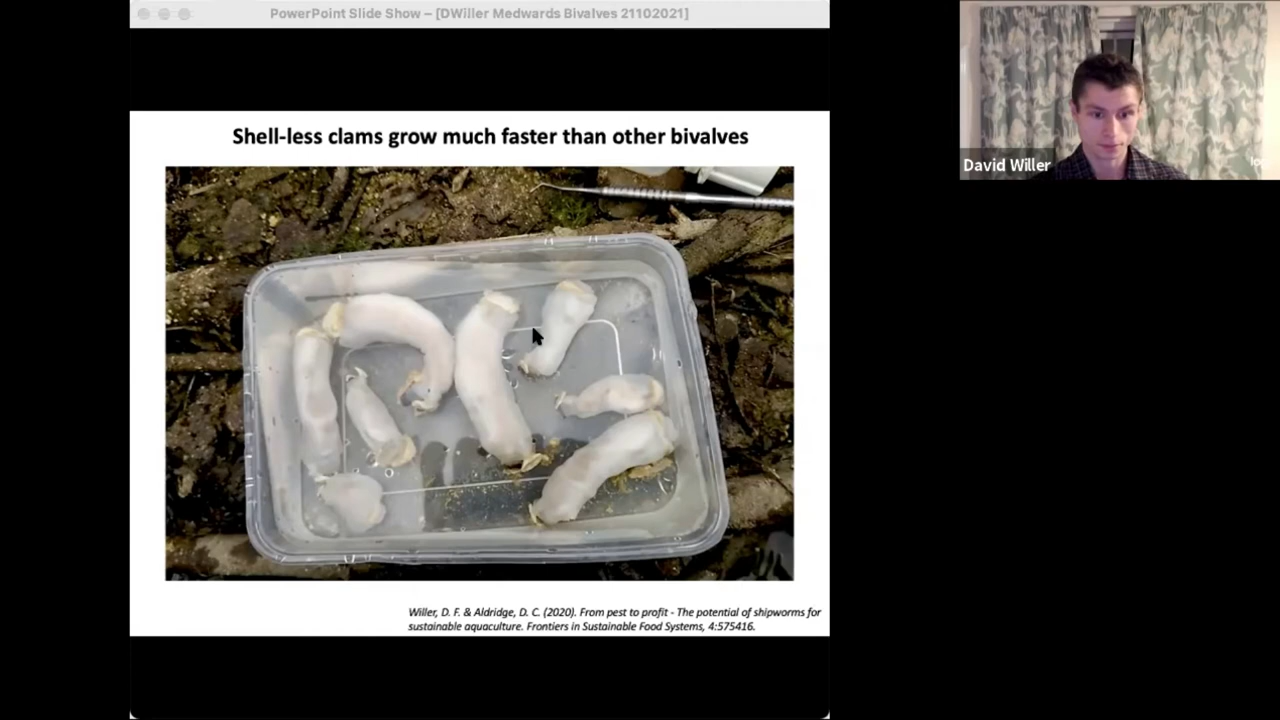 PowerPoint Slide Show – [DWiller Medwards Bivalves 21102021]
Shell-less clams grow much faster than other bivalves
Willer, D. F. & Aldridge, D. C. (2020). From pest to profit - The potential of shipworms for
sustainable aquaculture. Frontiers in Sustainable Food Systems, 4:575416.
David Willer